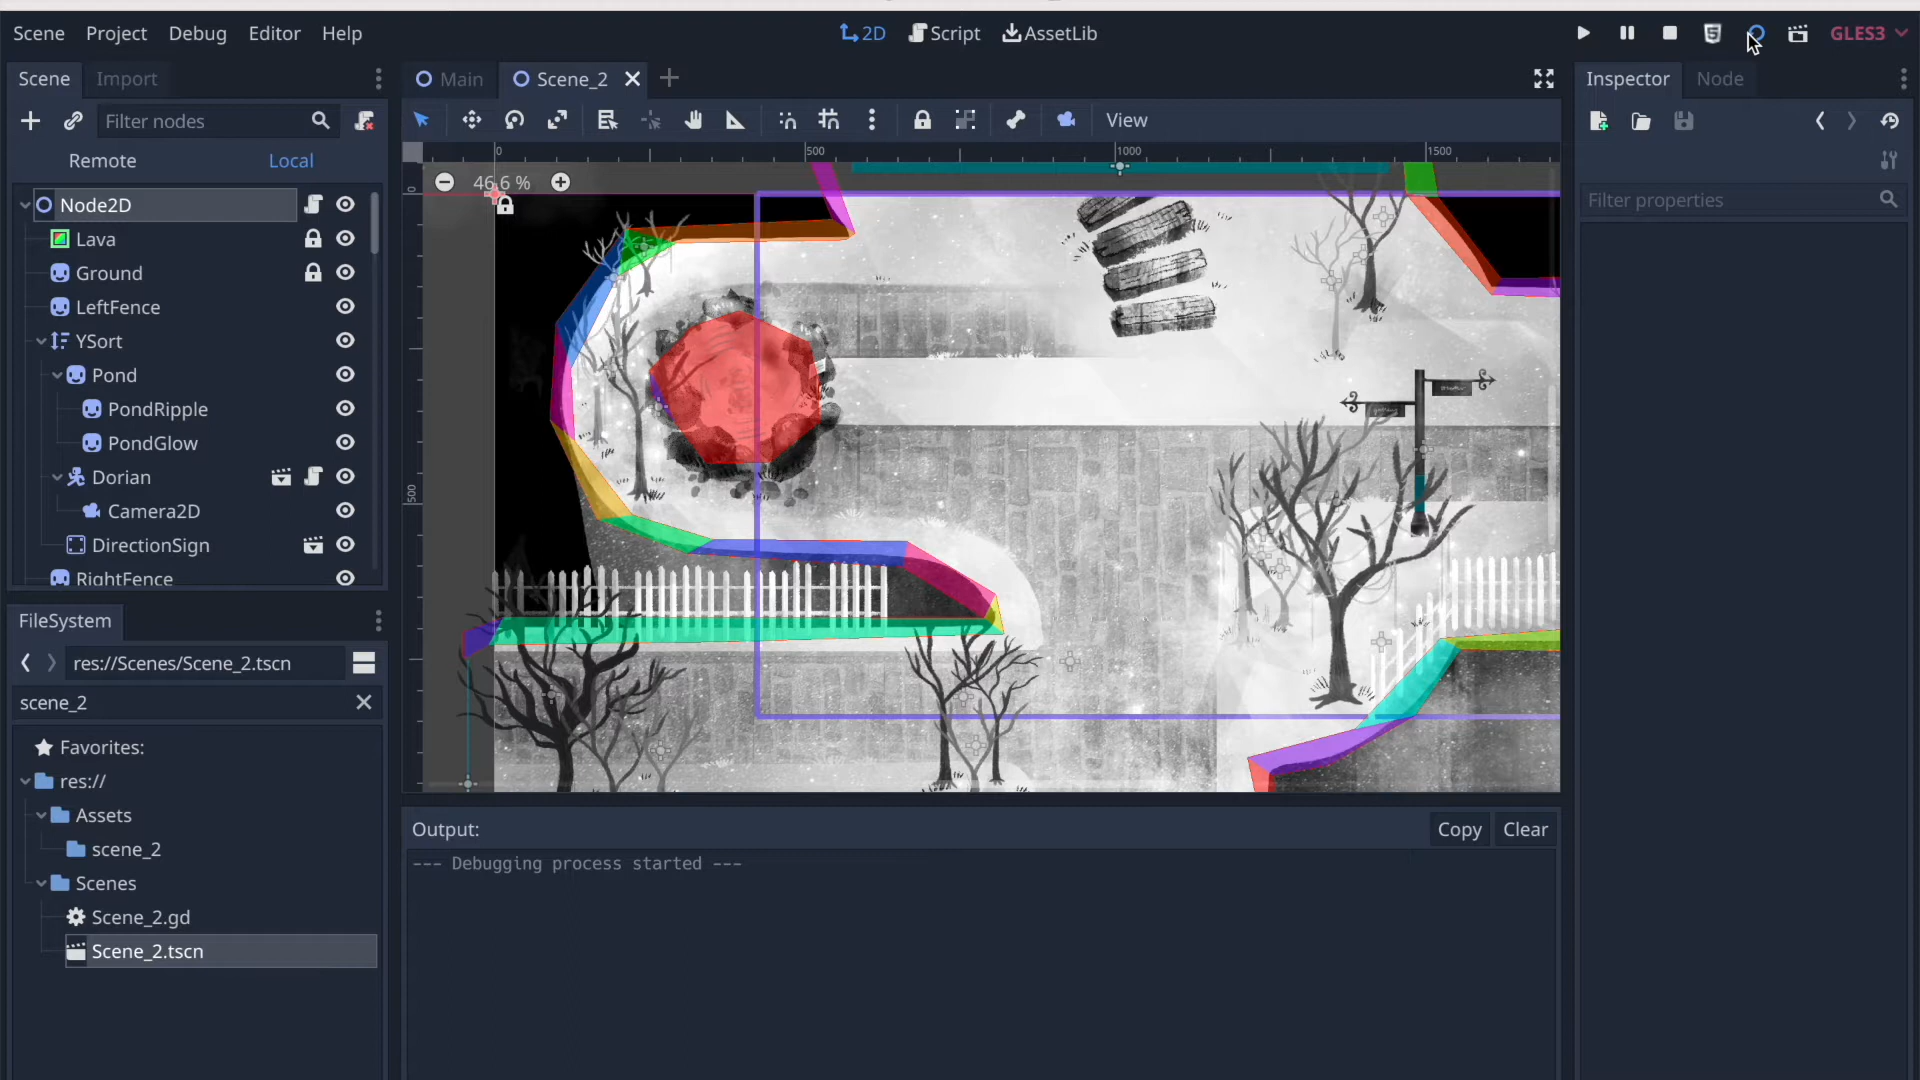 Scene Project Debug Editor Help
2D Script AssetLib
GLES3
Scene Import
Main Scene_2
Inspector Node
Filter nodes
View
Remote Local
0 500 1000 1500
46.6 %
0
500
Node2D
Lava
Ground
LeftFence
YSort
Pond
PondRipple
PondGlow
Dorian
Camera2D
DirectionSign
RightFence
Filter properties
FileSystem
res://Scenes/Scene_2.tscn
scene_2
Favorites:
res://
Assets
scene_2
Scenes
Scene_2.gd
Scene_2.tscn
Output: Copy Clear
--- Debugging process started ---